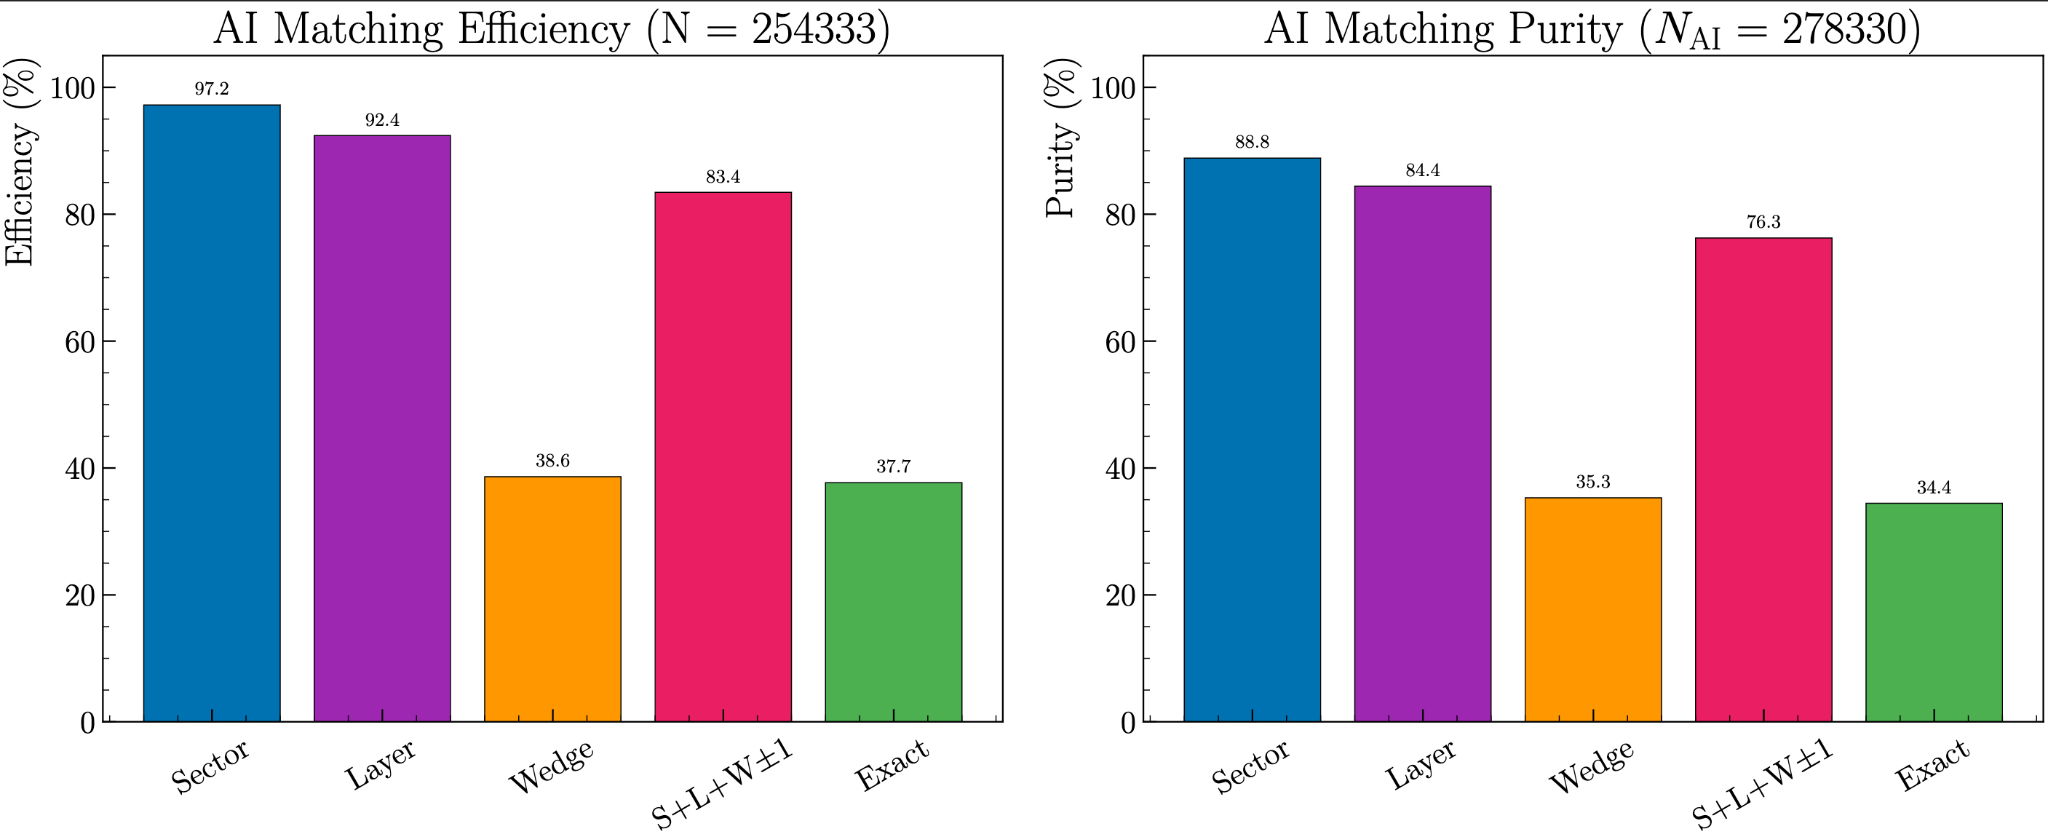 AI Matching Efficiency (N = 254333)
Efficiency (%)
100
80
60
40
20
0
97.2
92.4
38.6
83.4
37.7
Sector
Layer
Wedge
S+L+W±1
Exact
AI Matching Purity (N_AI = 278330)
Purity (%)
100
80
60
40
20
0
88.8
84.4
35.3
76.3
34.4
Sector
Layer
Wedge
S+L+W±1
Exact